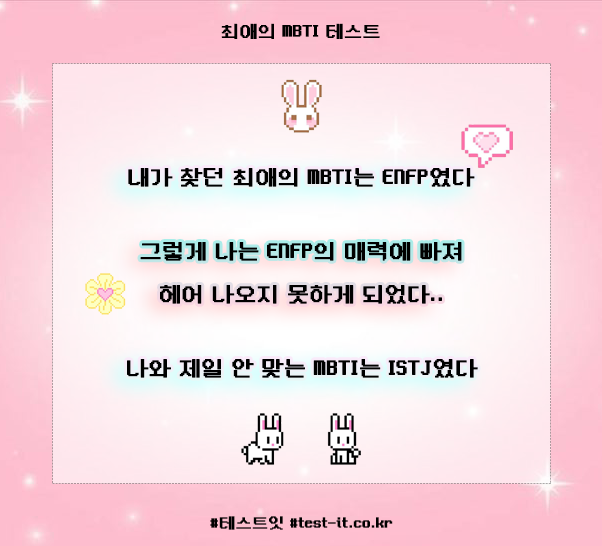 최애의 MBTI 테스트
내가 찾던 최애의 MBTI는 ENFP였다
그렇게 나는 ENFP의 매력에 빠져
헤어 나오지 못하게 되었다..
나와 제일 안 맞는 MBTI는 ISTJ였다
#테스트잇 #test-it.co.kr